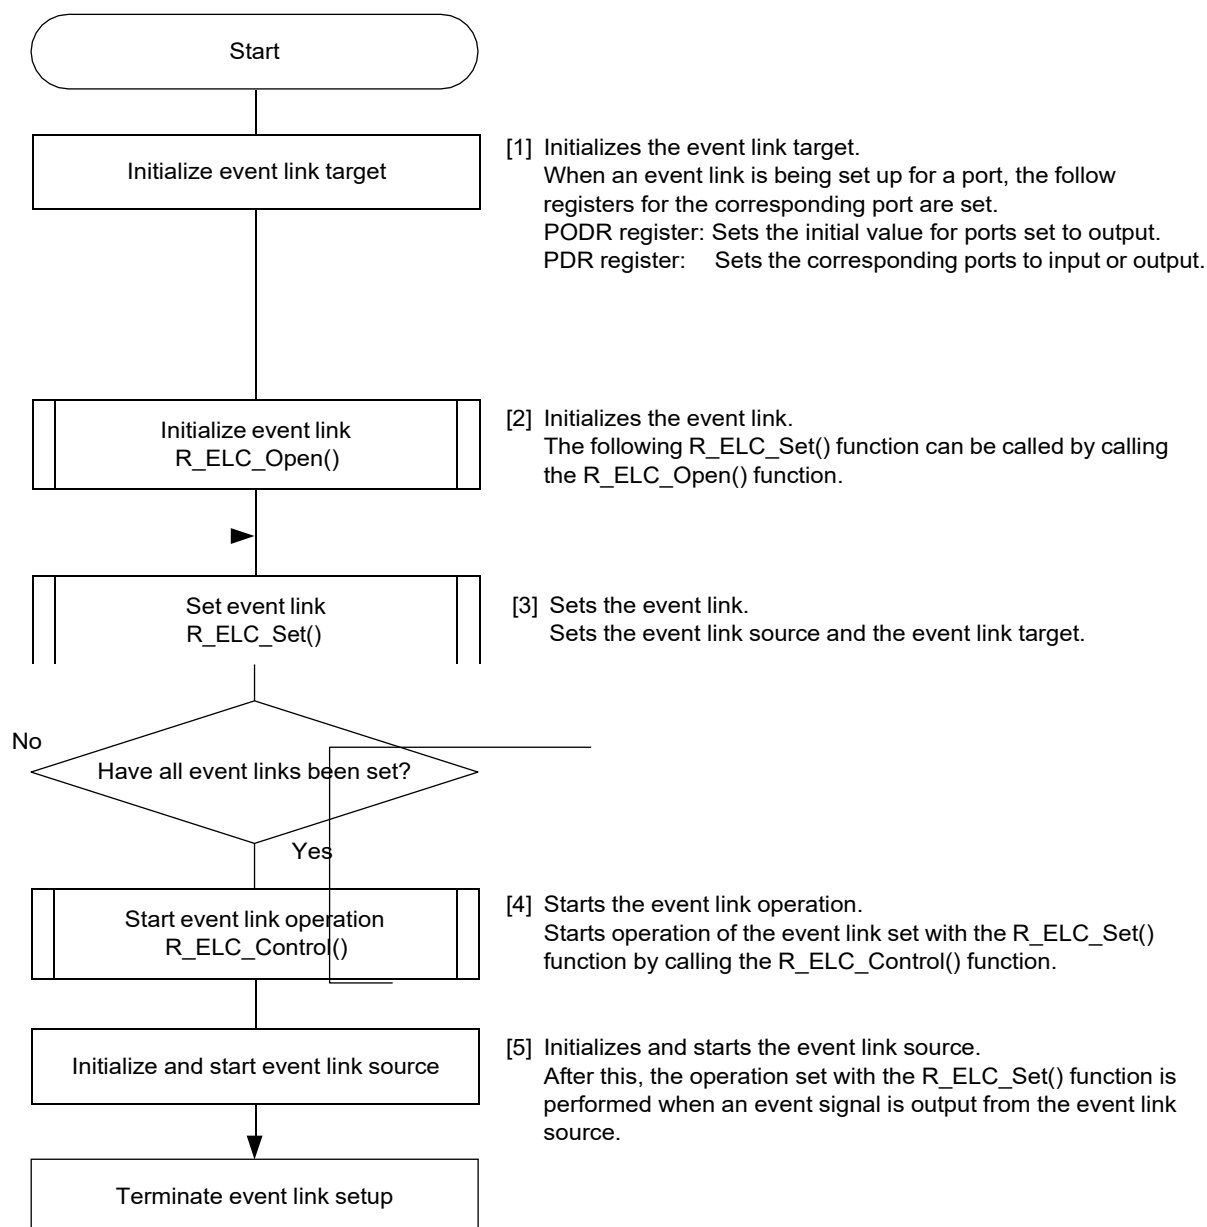 Start
Initialize event link target
[1] Initializes the event link target.
When an event link is being set up for a port, the follow
registers for the corresponding port are set.
PODR register: Sets the initial value for ports set to output.
PDR register: Sets the corresponding ports to input or output.
Initialize event link
R_ELC_Open()
[2] Initializes the event link.
The following R_ELC_Set() function can be called by calling
the R_ELC_Open() function.
Set event link
R_ELC_Set()
[3] Sets the event link.
Sets the event link source and the event link target.
No
Have all event links been set?
Yes
Start event link operation
R_ELC_Control()
[4] Starts the event link operation.
Starts operation of the event link set with the R_ELC_Set()
function by calling the R_ELC_Control() function.
Initialize and start event link source
[5] Initializes and starts the event link source.
After this, the operation set with the R_ELC_Set() function is
performed when an event signal is output from the event link
source.
Terminate event link setup